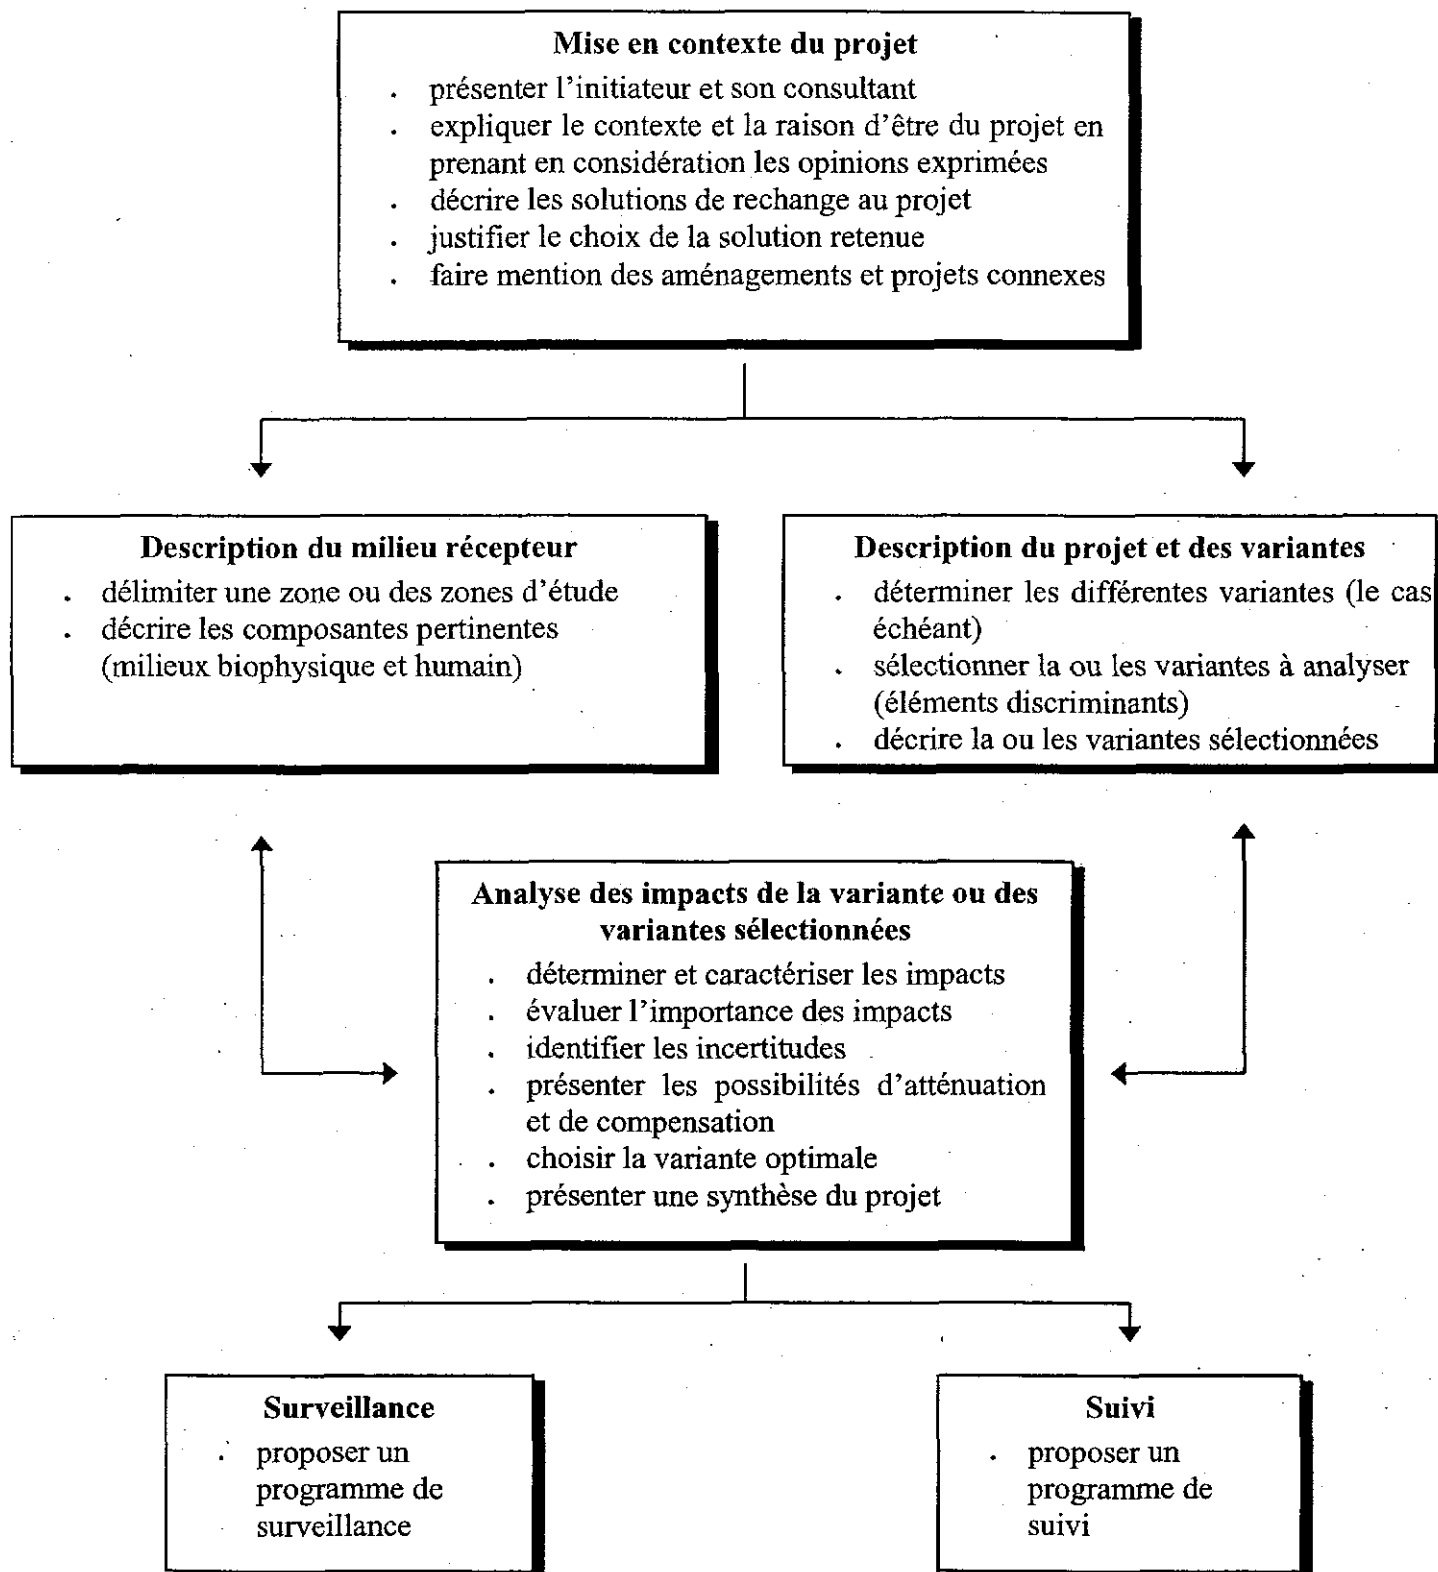 Mise en contexte du projet
. présenter l'initiateur et son consultant
. expliquer le contexte et la raison d'être du projet en
prenant en considération les opinions exprimées
. décrire les solutions de rechange au projet
. justifier le choix de la solution retenue
. faire mention des aménagements et projets connexes
Description du milieu récepteur
. délimiter une zone ou des zones d'étude
. décrire les composantes pertinentes
(milieux biophysique et humain)
Description du projet et des variantes
. déterminer les différentes variantes (le cas
échéant)
. sélectionner la ou les variantes à analyser
(éléments discriminants)
. décrire la ou les variantes sélectionnées
Analyse des impacts de la variante ou des
variantes sélectionnées
. déterminer et caractériser les impacts
. évaluer l'importance des impacts
. identifier les incertitudes
. présenter les possibilités d'atténuation
et de compensation
. choisir la variante optimale
. présenter une synthèse du projet
Surveillance
. proposer un
programme de
surveillance
Suivi
. proposer un
programme de
suivi